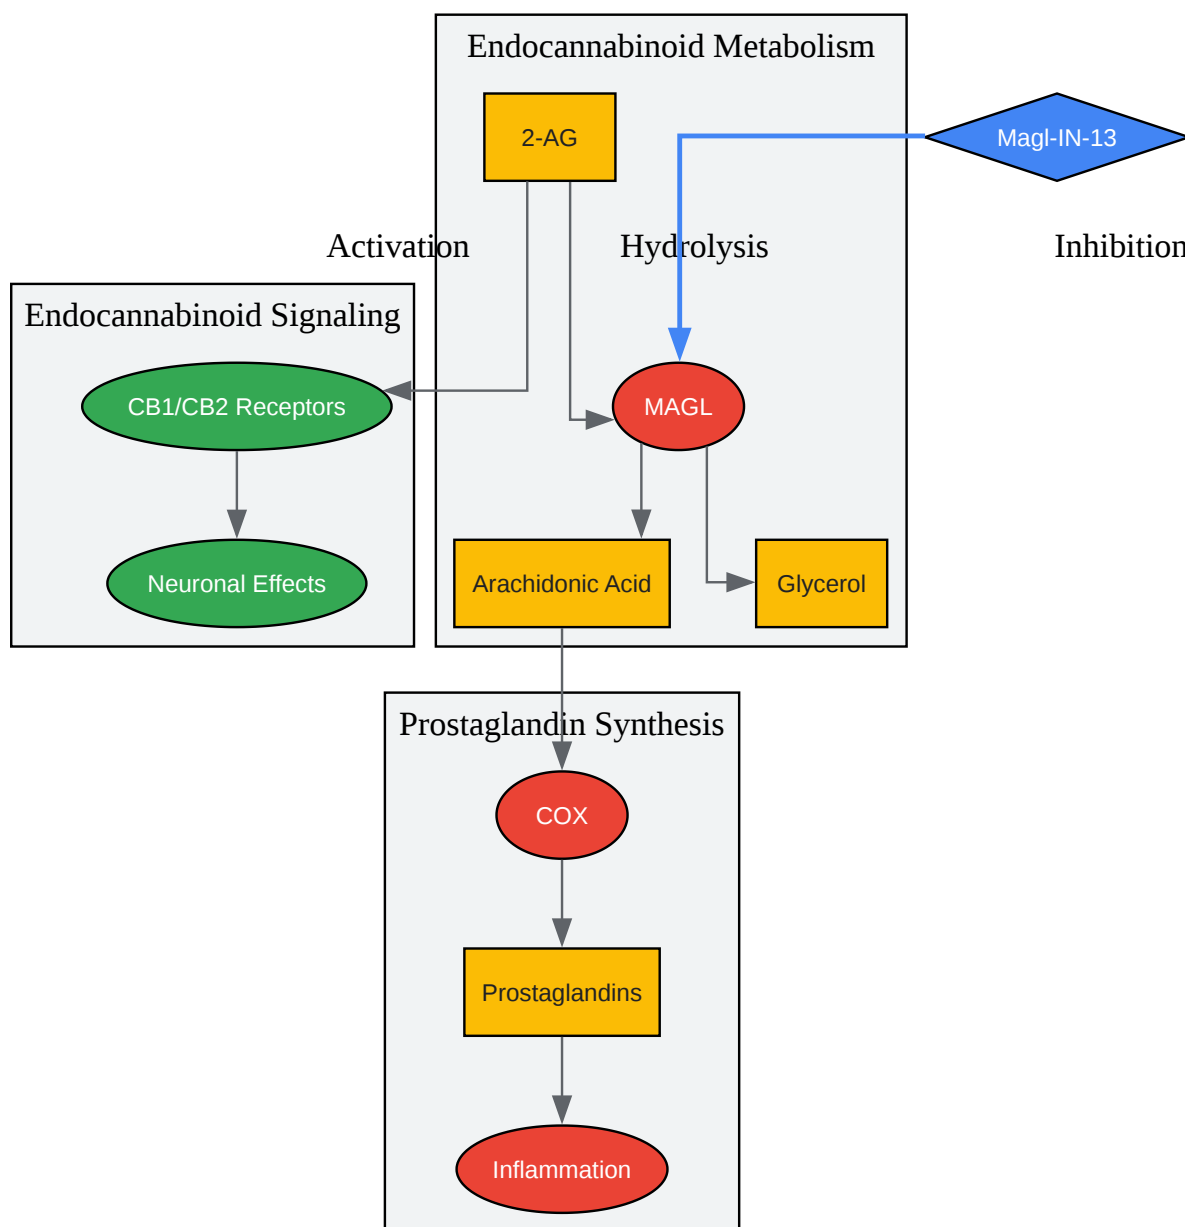 Endocannabinoid Metabolism
2-AG
Magl-IN-13
Activation
Hydrolysis
Inhibition
Endocannabinoid Signaling
CB1/CB2 Receptors
MAGL
Neuronal Effects
Arachidonic Acid
Glycerol
Prostaglandin Synthesis
COX
Prostaglandins
Inflammation